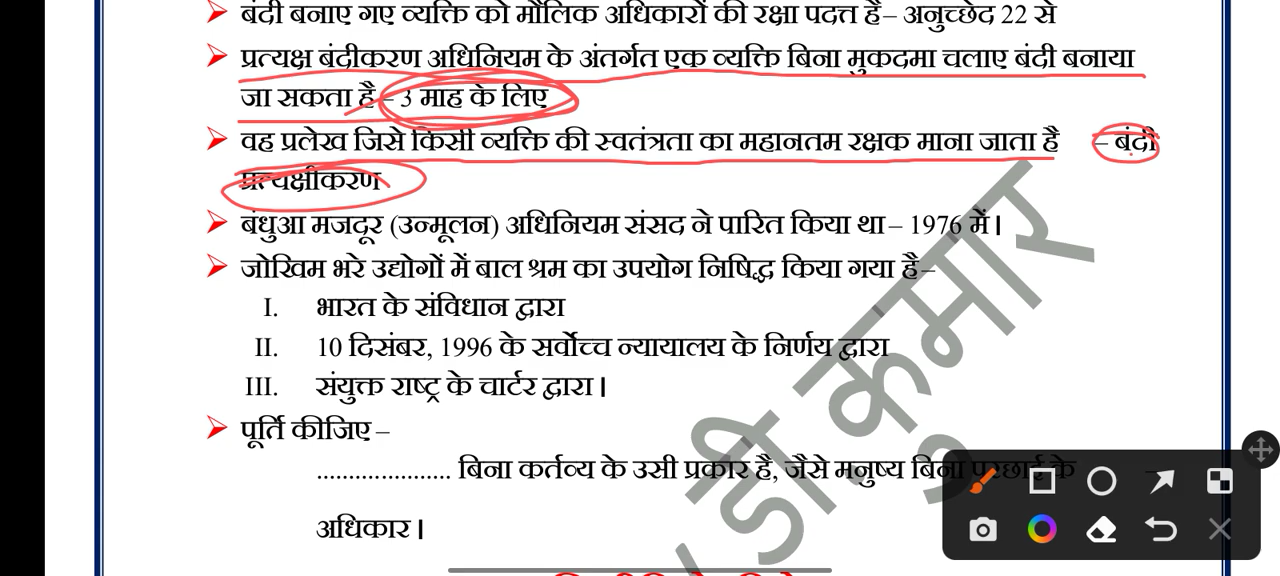 बंदी बनाए गए व्यक्ति को मौलिक अधिकारों की रक्षा पदत्त है– अनुच्छेद 22 से
प्रत्यक्ष बंदीकरण अधिनियम के अंतर्गत एक व्यक्ति बिना मुकदमा चलाए बंदी बनाया
जा सकता है – 3 माह के लिए
वह प्रलेख जिसे किसी व्यक्ति की स्वतंत्रता का महानतम रक्षक माना जाता है – बंदी
प्रत्यक्षीकरण
बंधुआ मजदूर (उन्मूलन) अधिनियम संसद ने पारित किया था – 1976 में।
जोखिम भरे उद्योगों में बाल श्रम का उपयोग निषिद्ध किया गया है–
I. भारत के संविधान द्वारा
II. 10 दिसंबर, 1996 के सर्वोच्च न्यायालय के निर्णय द्वारा
III. संयुक्त राष्ट्र के चार्टर द्वारा।
पूर्ति कीजिए –
..................... बिना कर्तव्य के उसी प्रकार है, जैसे मनुष्य बिना परछाई के
अधिकार।
डी कुमार